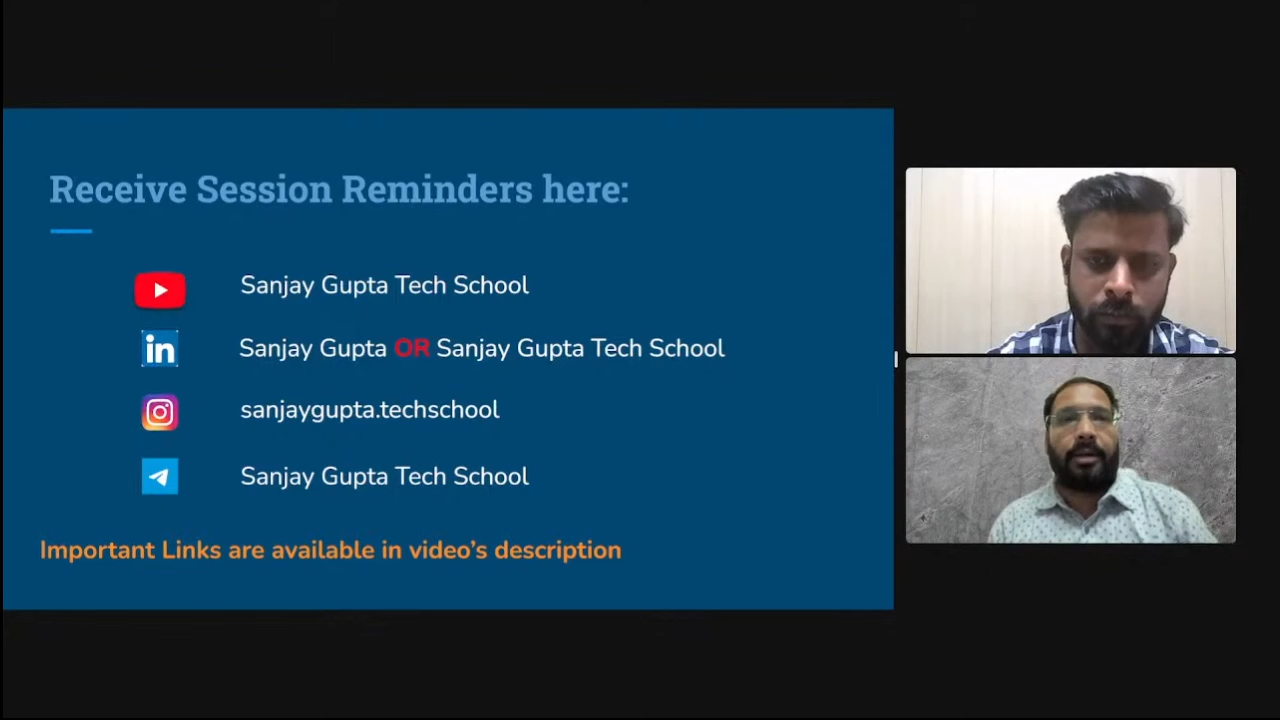 Receive Session Reminders here:
Sanjay Gupta Tech School
in Sanjay Gupta OR Sanjay Gupta Tech School
sanjaygupta.techschool
Sanjay Gupta Tech School
Important Links are available in video's description